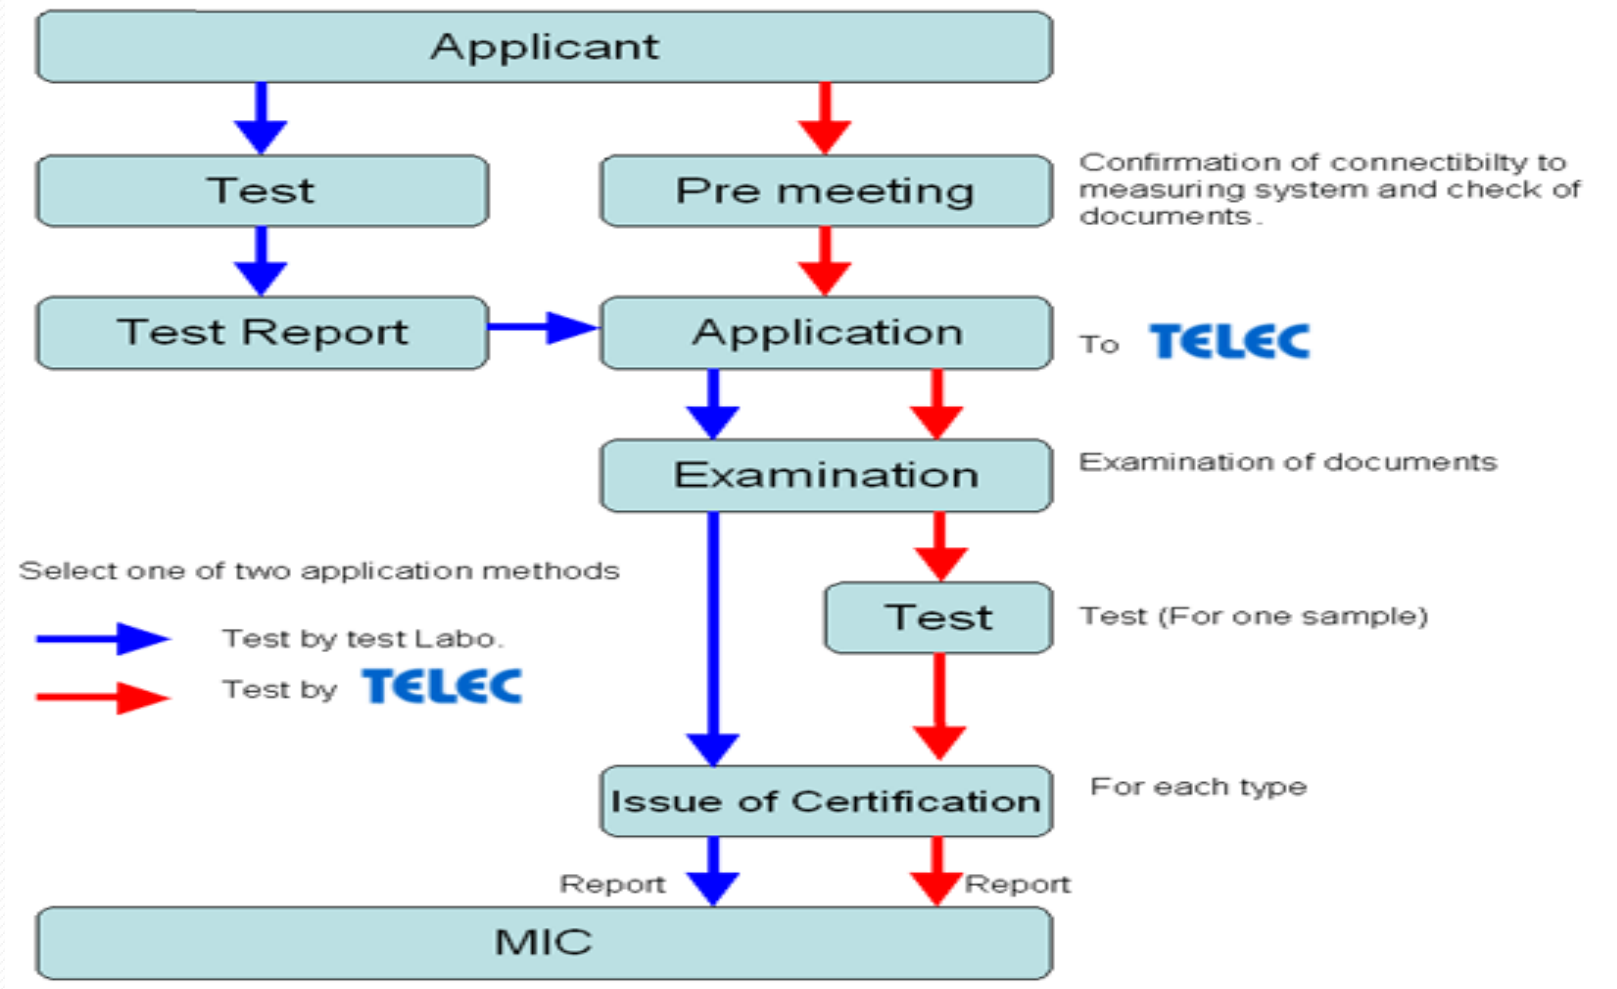 Applicant
Test
Pre meeting
Confirmation of connectibilty to
measuring system and check of
documents.
Test Report
Application
To TELEC
Examination
Examination of documents
Select one of two application methods
Test
Test (For one sample)
Test by test Labo.
Test by TELEC
Issue of Certification
For each type
Report
Report
MIC